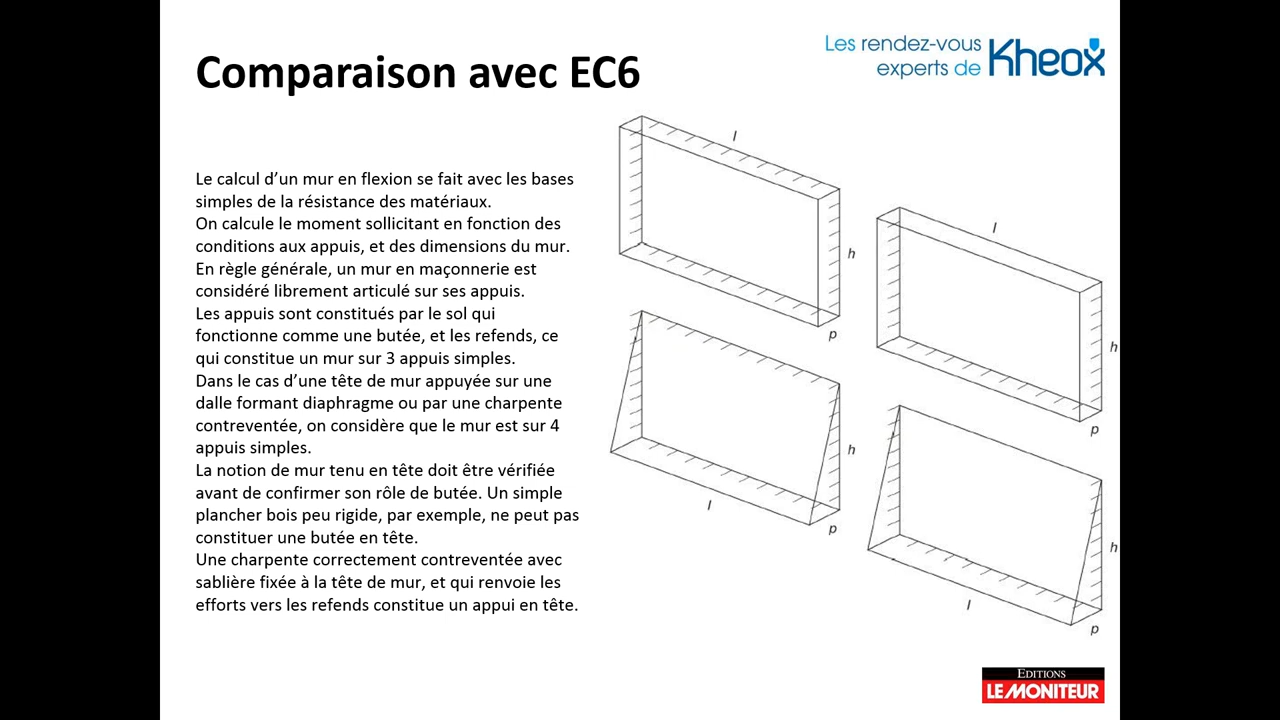 Comparaison avec EC6
Les rendez-vous
experts de Kheox
Le calcul d’un mur en flexion se fait avec les bases
simples de la résistance des matériaux.
On calcule le moment sollicitant en fonction des
conditions aux appuis, et des dimensions du mur.
En règle générale, un mur en maçonnerie est
considéré librement articulé sur ses appuis.
Les appuis sont constitués par le sol qui
fonctionne comme une butée, et les refends, ce
qui constitue un mur sur 3 appuis simples.
Dans le cas d’une tête de mur appuyée sur une
dalle formant diaphragme ou par une charpente
contreventée, on considère que le mur est sur 4
appuis simples.
La notion de mur tenu en tête doit être vérifiée
avant de confirmer son rôle de butée. Un simple
plancher bois peu rigide, par exemple, ne peut pas
constituer une butée en tête.
Une charpente correctement contreventée avec
sablière fixée à la tête de mur, et qui renvoie les
efforts vers les refends constitue un appui en tête.
l
h
p
l
h
p
h
l
p
h
l
p
EDITIONS
LE MONITEUR